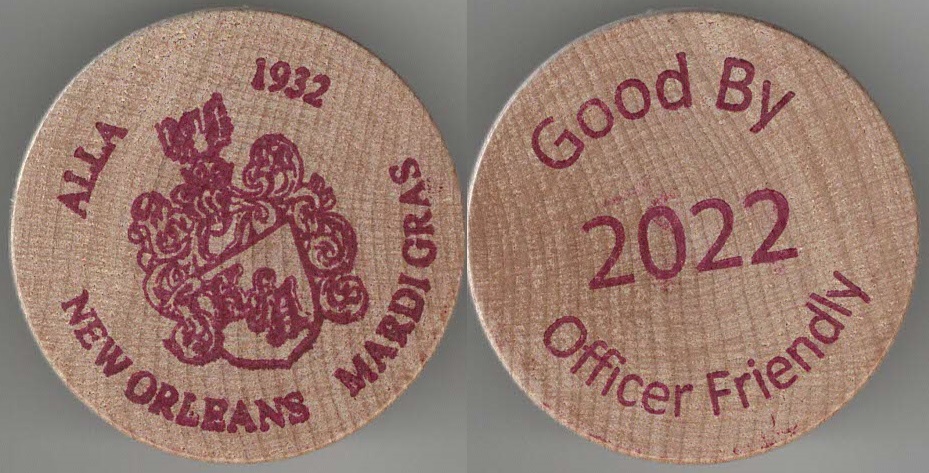 ALLA 1932
NEW ORLEANS MARDI GRAS
Good By
2022
Officer Friendly